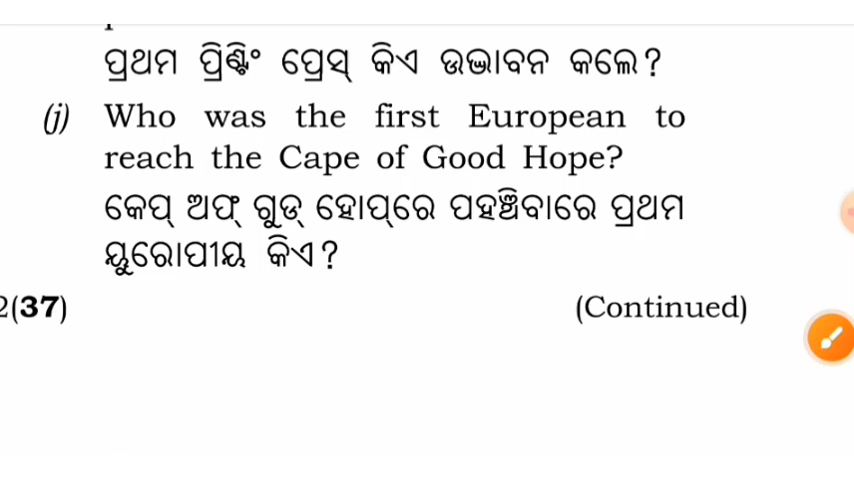 ପ୍ରଥମ ପ୍ରିଣ୍ଟିଂ ପ୍ରେସ୍ କିଏ ଉଦ୍ଭାବନ କଲେ?
(j) Who was the first European to
reach the Cape of Good Hope?
କେପ୍ ଅଫ୍ ଗୁଡ୍ ହୋପ୍‌ରେ ପହଞ୍ଚିବାରେ ପ୍ରଥମ
ୟୁରୋପୀୟ କିଏ?
2(37) (Continued)